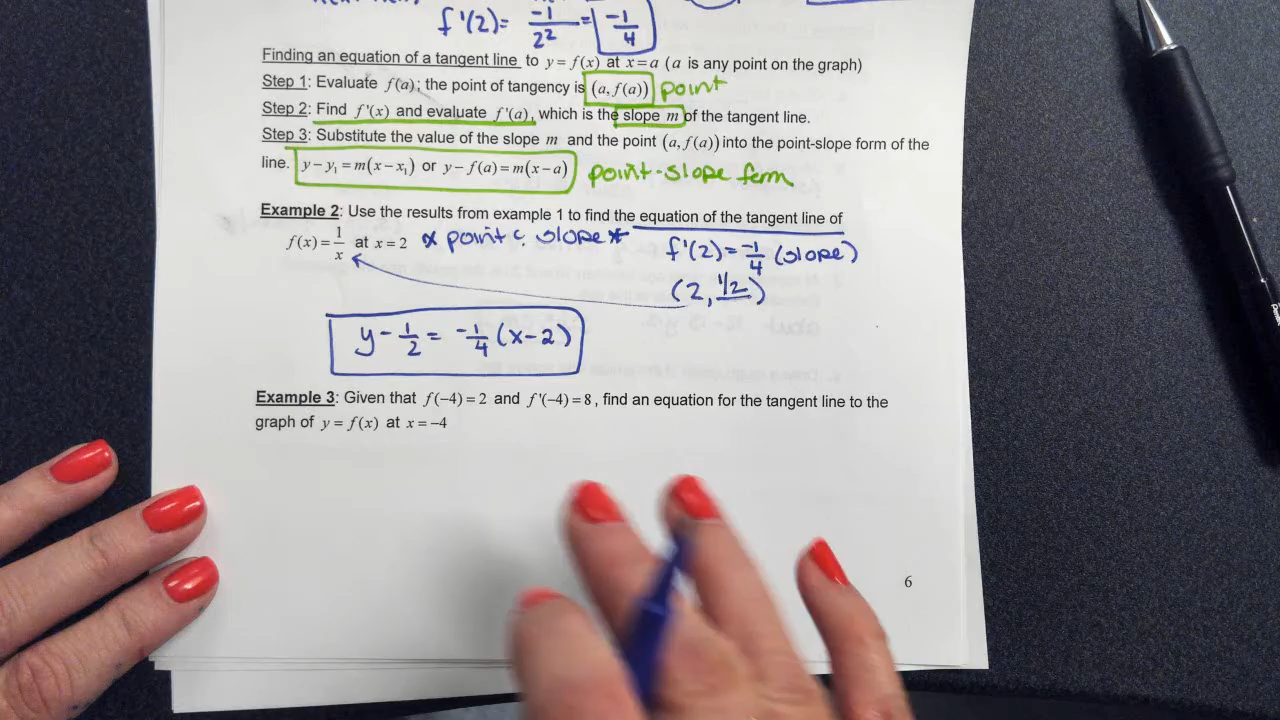 f'(2) = -1/2² = -1/4
Finding an equation of a tangent line to y = f(x) at x = a (a is any point on the graph)
Step 1: Evaluate f(a); the point of tangency is (a, f(a)) point
Step 2: Find f'(x) and evaluate f'(a), which is the slope m of the tangent line.
Step 3: Substitute the value of the slope m and the point (a, f(a)) into the point-slope form of the
line. y − y₁ = m(x − x₁) or y − f(a) = m(x − a) point-slope form
Example 2: Use the results from example 1 to find the equation of the tangent line of
f(x) = 1/x at x = 2 * point & slope * f'(2) = -1/4 (slope)
(2, 1/2)
y - 1/2 = -1/4 (x - 2)
Example 3: Given that f(−4) = 2 and f'(−4) = 8, find an equation for the tangent line to the
graph of y = f(x) at x = −4
6